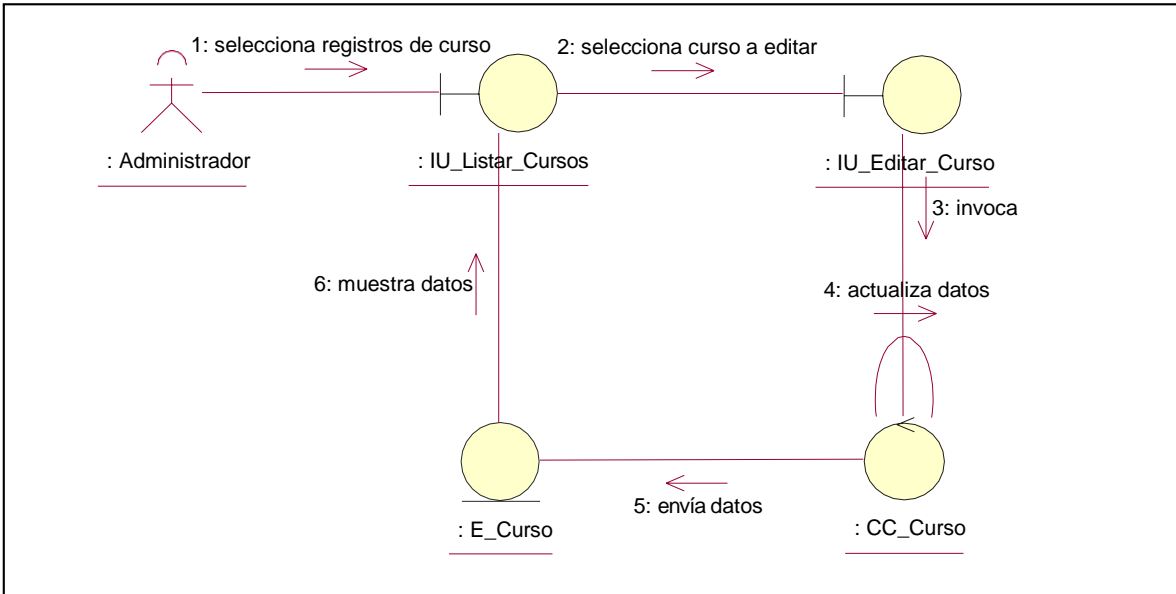 1: selecciona registros de curso
2: selecciona curso a editar
: Administrador
: IU_Listar_Cursos
: IU_Editar_Curso
3: invoca
6: muestra datos
4: actualiza datos
5: envía datos
: E_Curso
: CC_Curso